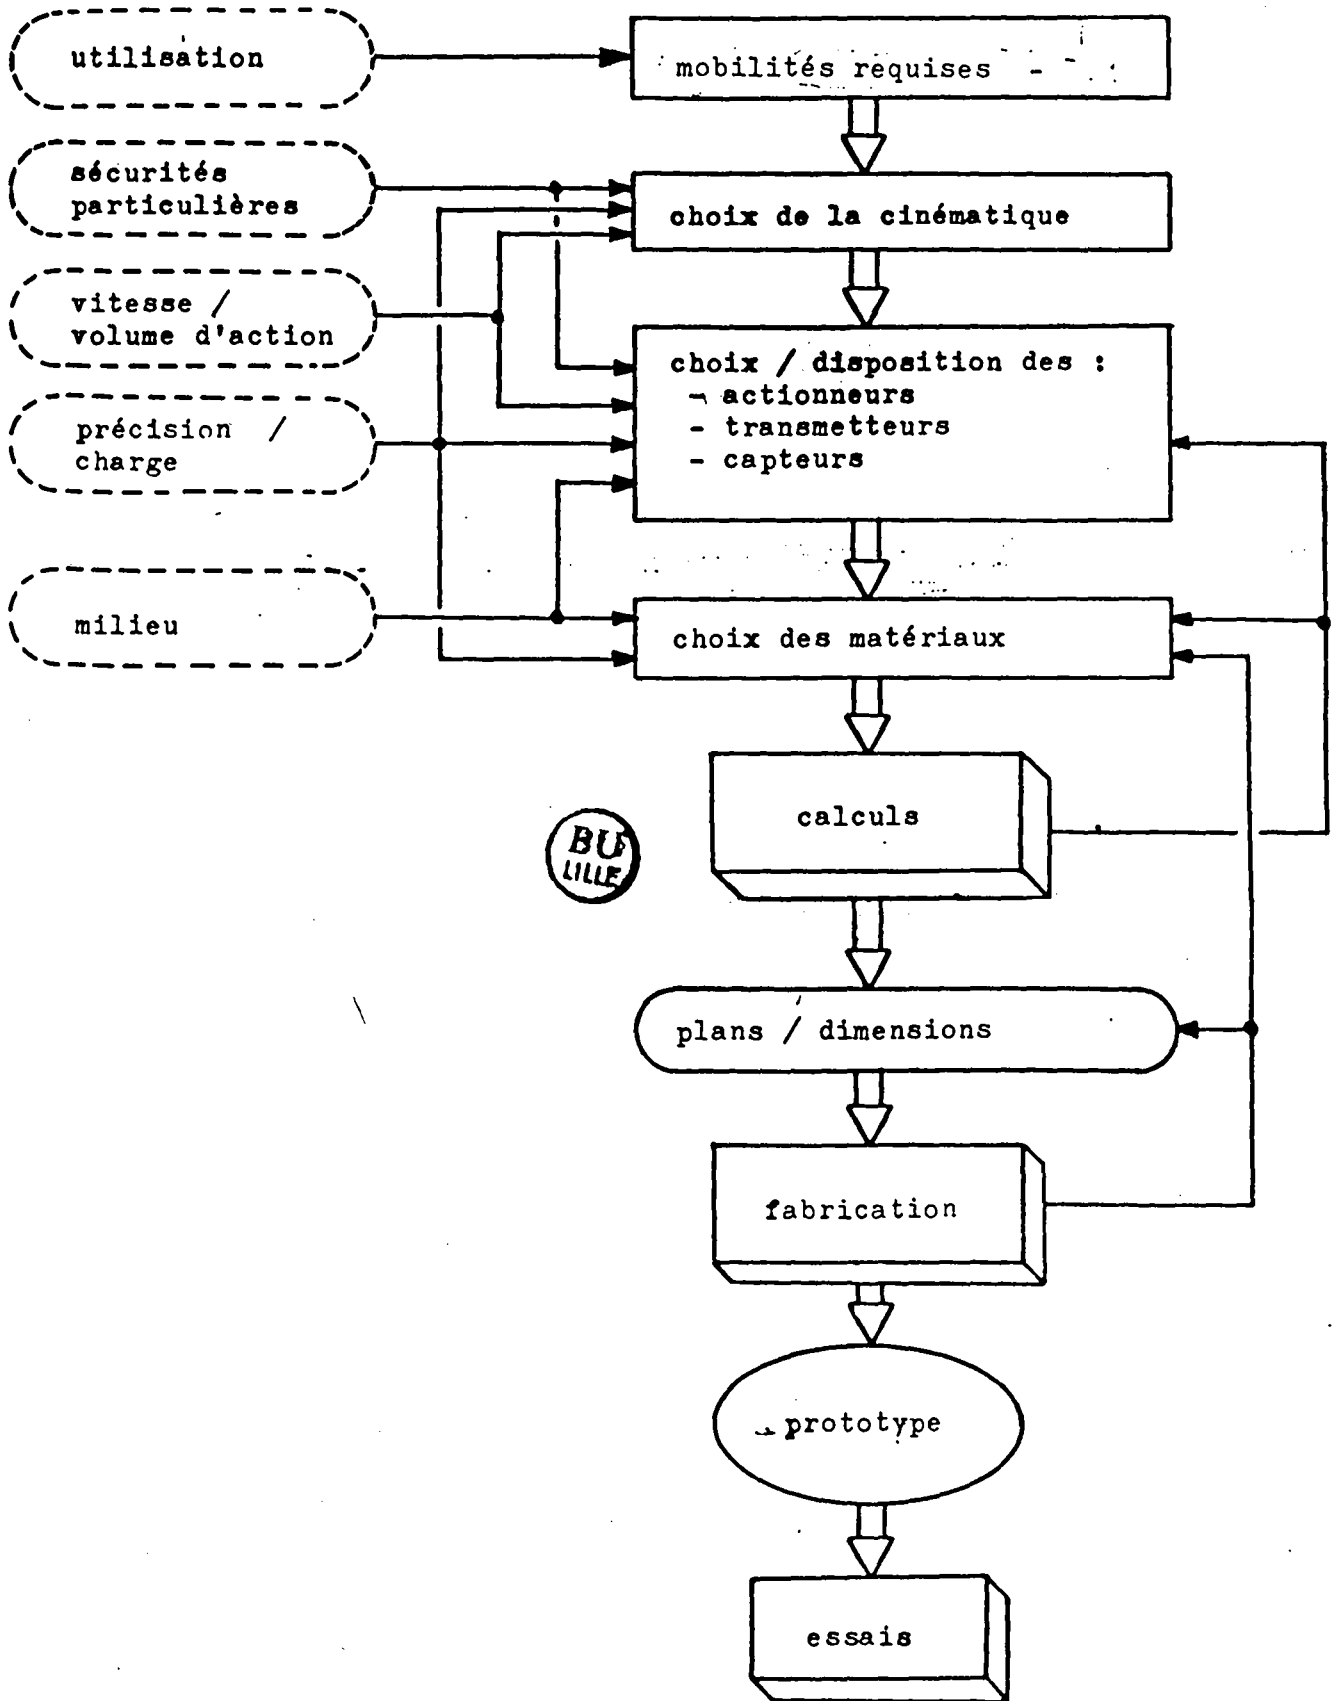 utilisation
mobilités requises -
sécurités
particulières
choix de la cinématique
vitesse /
volume d'action
choix / disposition des :
- actionneurs
- transmetteurs
- capteurs
précision /
charge
milieu
choix des matériaux
calculs
BU
LILLE
plans / dimensions
fabrication
prototype
essais